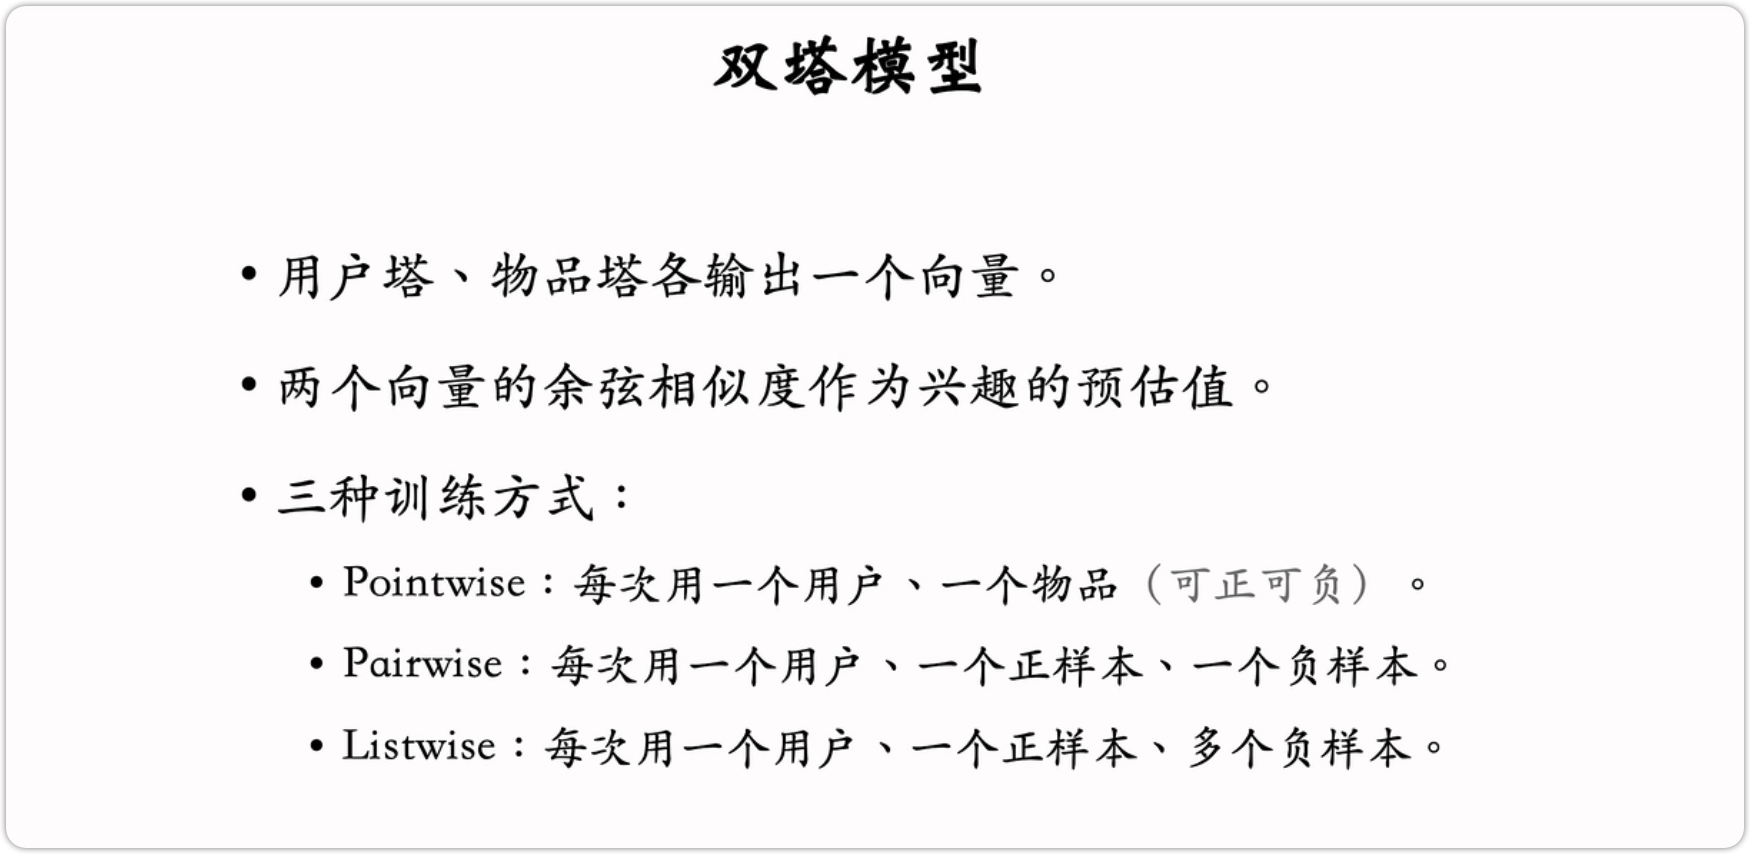 双塔模型
• 用户塔、物品塔各输出一个向量。
• 两个向量的余弦相似度作为兴趣的预估值。
• 三种训练方式：
• Pointwise：每次用一个用户、一个物品（可正可负）。
• Pairwise：每次用一个用户、一个正样本、一个负样本。
• Listwise：每次用一个用户、一个正样本、多个负样本。